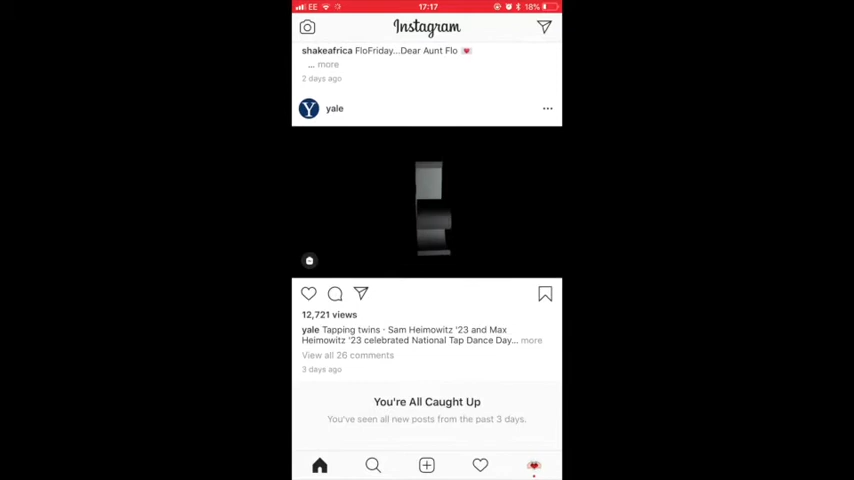 EE 17:17 18%
Instagram
shakeafrica FloFriday...Dear Aunt Flo 💌
... more
2 days ago
Y yale
12,721 views
yale Tapping twins · Sam Heimowitz '23 and Max
Heimowitz '23 celebrated National Tap Dance Day... more
View all 26 comments
3 days ago
You're All Caught Up
You've seen all new posts from the past 3 days.